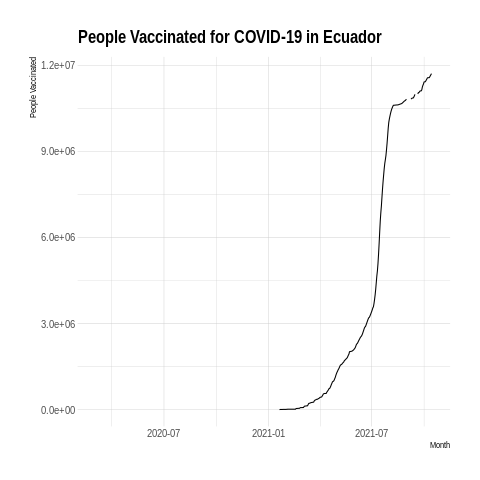 People Vaccinated for COVID-19 in Ecuador
People Vaccinated
1.2e+07
9.0e+06
6.0e+06
3.0e+06
0.0e+00
2020-07
2021-01
2021-07
Month